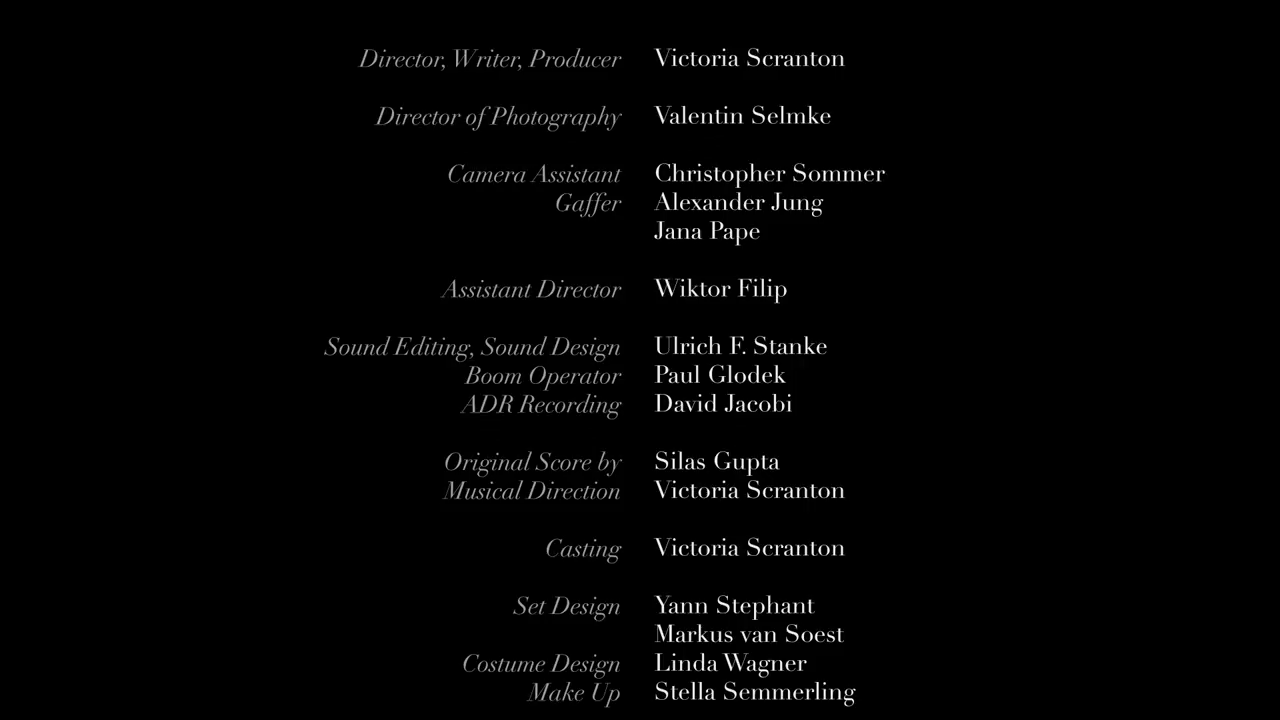 Director, Writer, Producer Victoria Scranton
Director of Photography Valentin Selmke
Camera Assistant Christopher Sommer
Gaffer Alexander Jung
Jana Pape
Assistant Director Wiktor Filip
Sound Editing, Sound Design Ulrich F. Stanke
Boom Operator Paul Glodek
ADR Recording David Jacobi
Original Score by Silas Gupta
Musical Direction Victoria Scranton
Casting Victoria Scranton
Set Design Yann Stephant
Markus van Soest
Costume Design Linda Wagner
Make Up Stella Semmerling